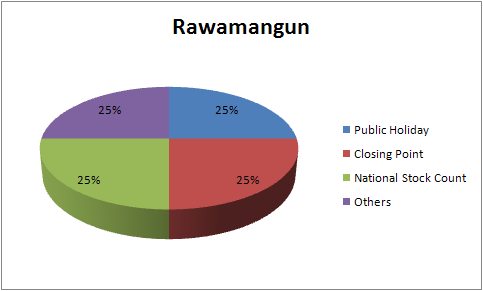 Rawamangun
25%
25%
25%
25%
Public Holiday
Closing Point
National Stock Count
Others